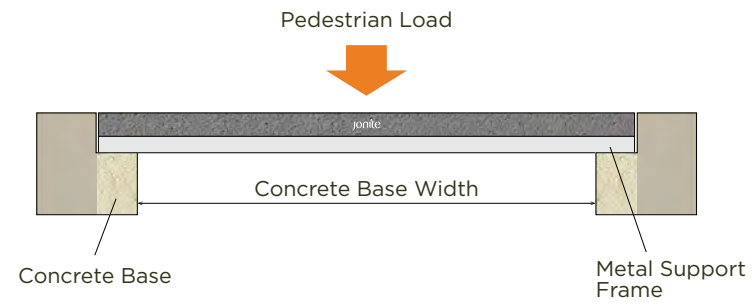 Pedestrian Load
jonite
Concrete Base Width
Concrete Base
Metal Support
Frame